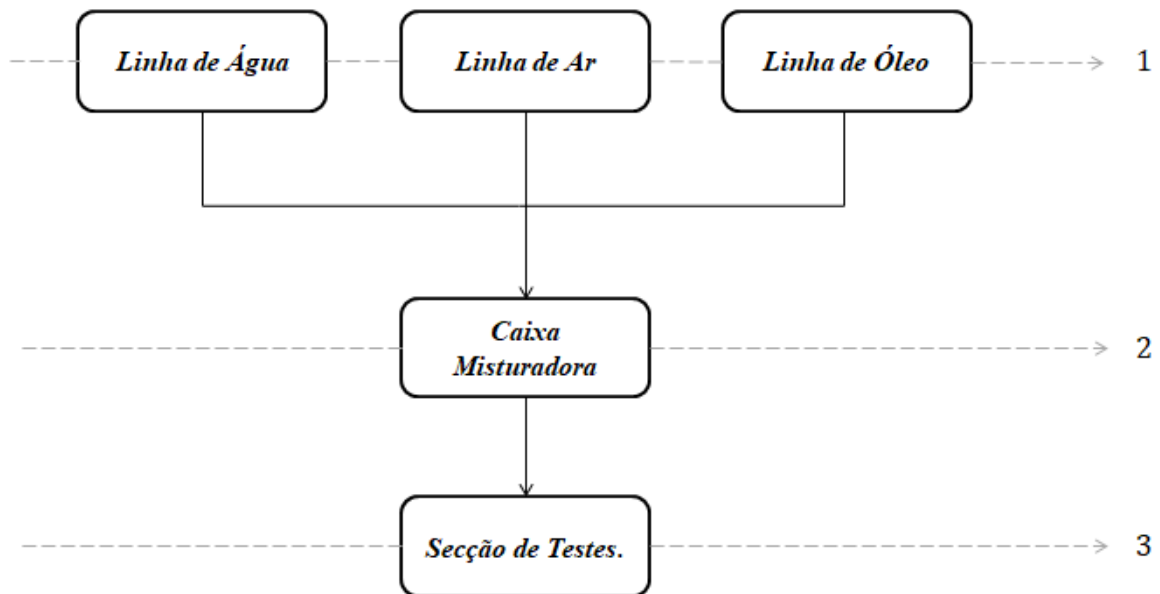 Linha de Água
Linha de Ar
Linha de Óleo
1
Caixa
Misturadora
2
Secção de Testes.
3